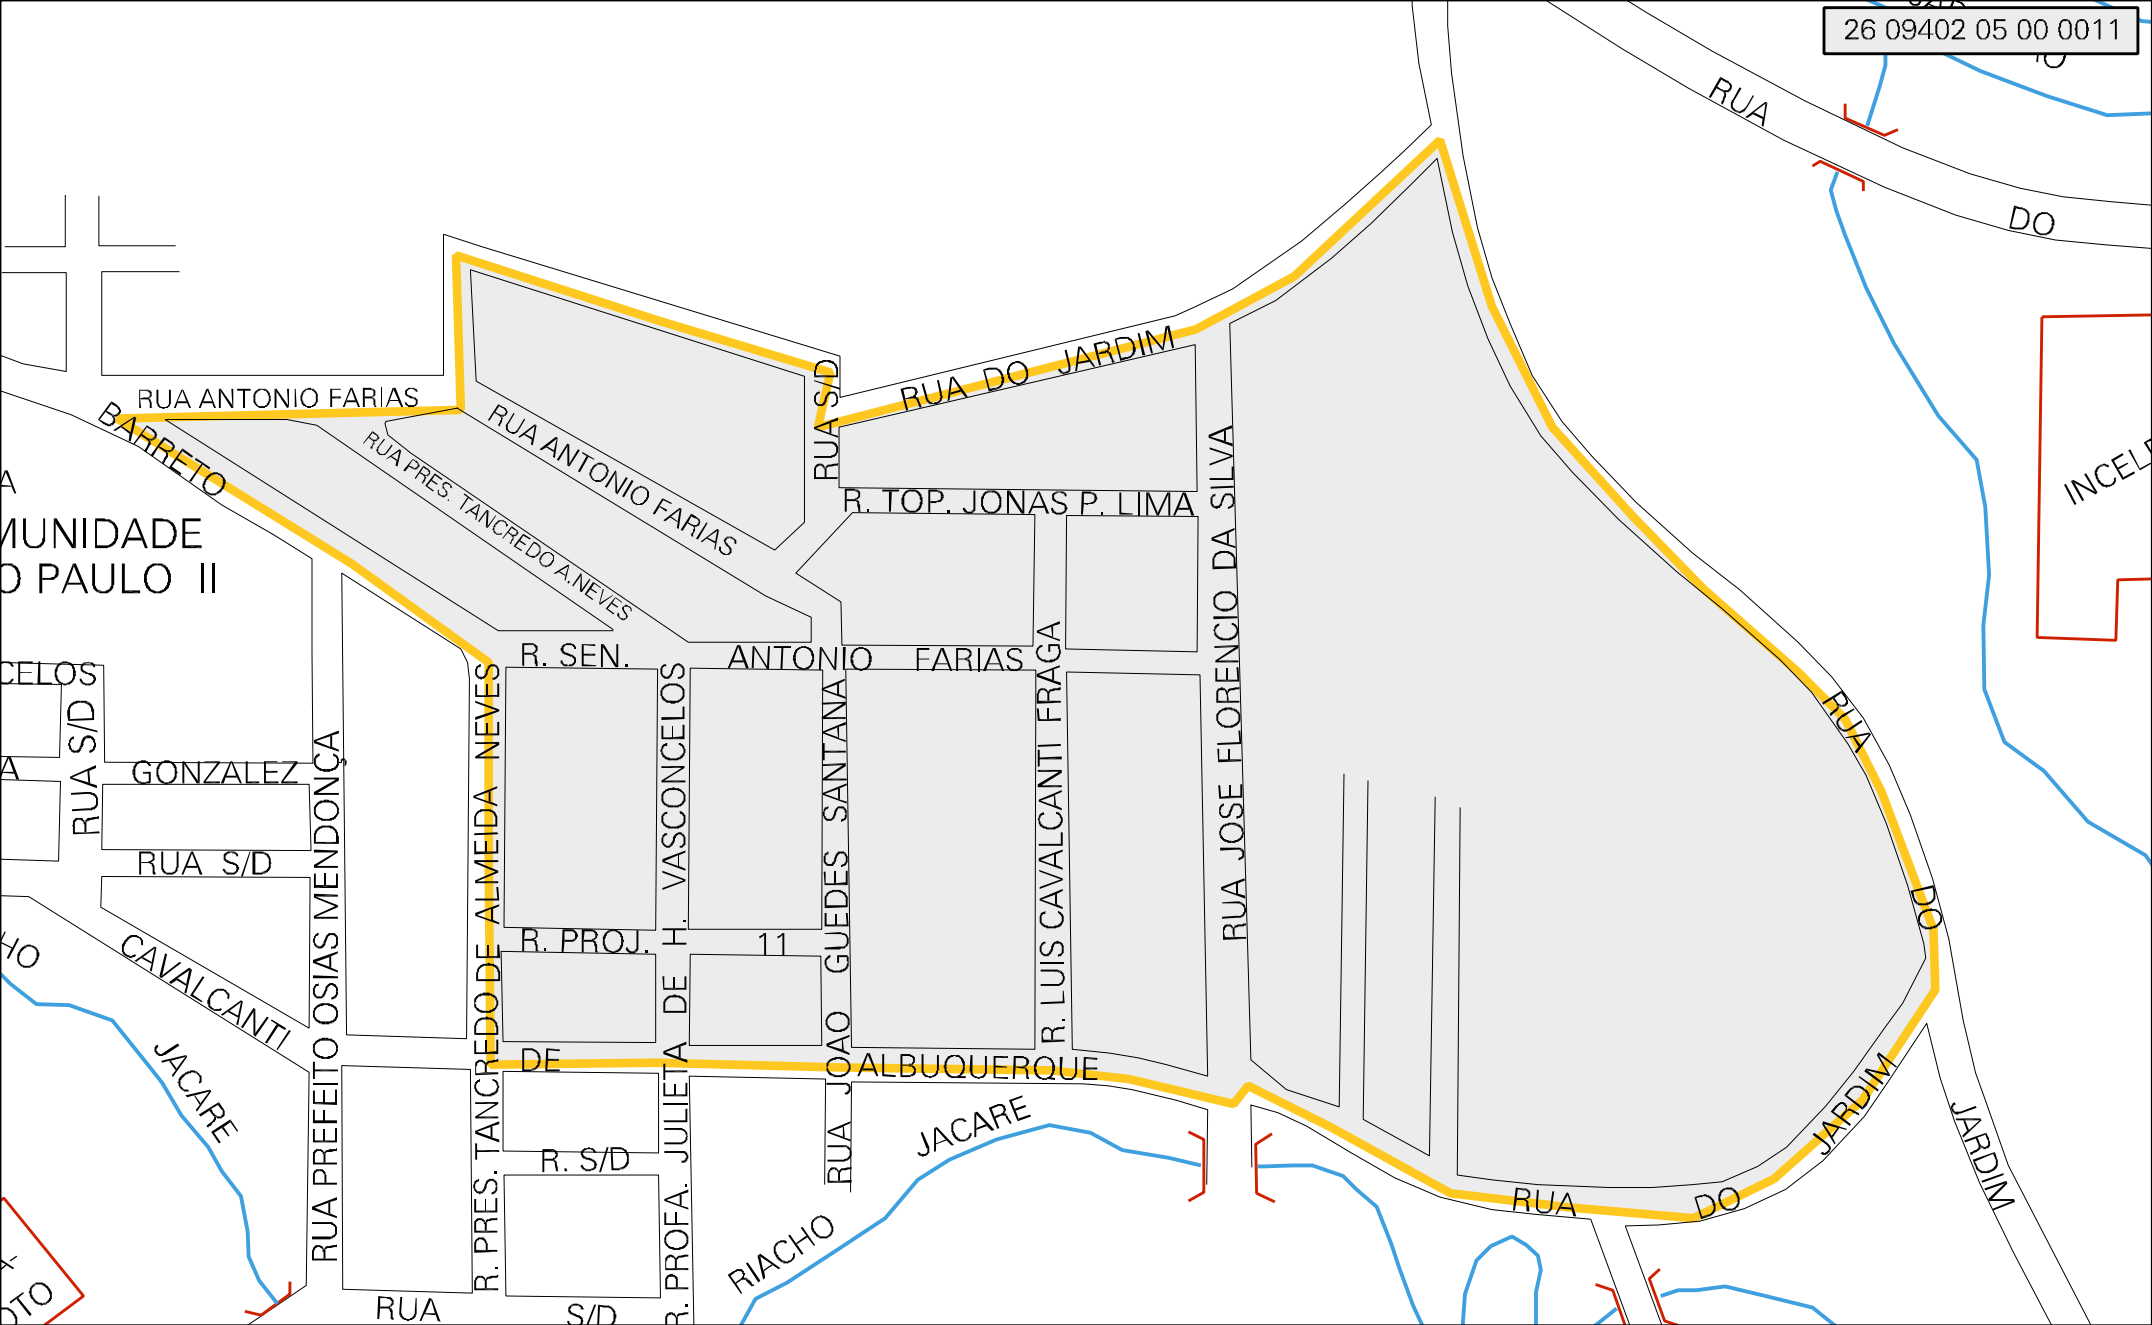 26 09402 05 00 0011
RUA
DO
RUA S/D
RUA DO JARDIM
RUA ANTONIO FARIAS
BARRETO
RUA ANTONIO FARIAS
RUA PRES. TANCREDO A.NEVES
R. TOP. JONAS P. LIMA
RUA JOSE FLORENCIO DA SILVA
MUNIDADE
O PAULO II
R. SEN. ANTONIO FARIAS
R. LUIS CAVALCANTI FRAGA
CELOS
RUA S/D
GONZALEZ
RUA S/D
RUA PREFEITO OSIAS MENDONÇA
R. PRES. TANCREDO DE ALMEIDA NEVES
R. PROFA. JULIETA DE H. VASCONCELOS
RUA JOAO GUEDES SANTANA
R. PROJ. 11
HO
CAVALCANTI
JACARE
DE ALBUQUERQUE
R. S/D
JACARE
RIACHO
RUA S/D
RUA DO JARDIM
RUA DO JARDIM
JARDIM
OTO